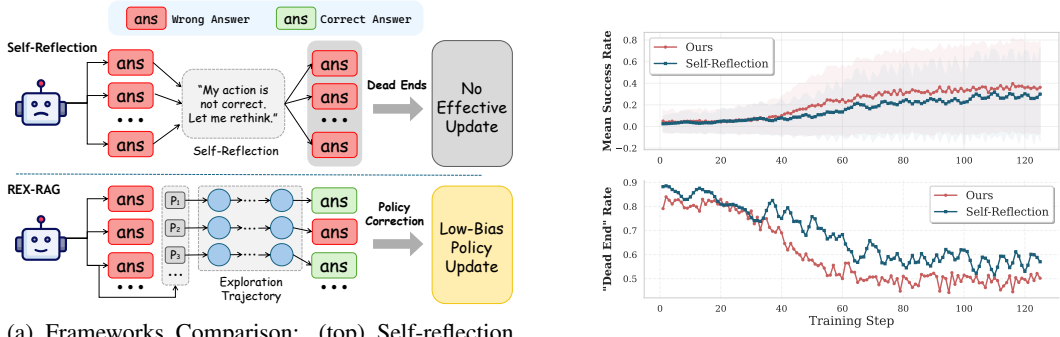 ans Wrong Answer ans Correct Answer
Self-Reflection
ans
ans
ans
"My action is
not correct.
Let me rethink."
Self-Reflection
ans
ans
ans
Dead Ends
No
Effective
Update
REX-RAG
ans
ans
ans
P1
P2
P3
...
Exploration
Trajectory
ans
ans
ans
Policy
Correction
Low-Bias
Policy
Update
(a) Frameworks Comparison: (top) Self-reflection
Mean Success Rate
0.8
0.6
0.4
0.2
0.0
−0.2
Ours
Self-Reflection
0 20 40 60 80 100 120
"Dead End" Rate
0.9
0.8
0.7
0.6
0.5
Ours
Self-Reflection
0 20 40 60 80 100 120
Training Step